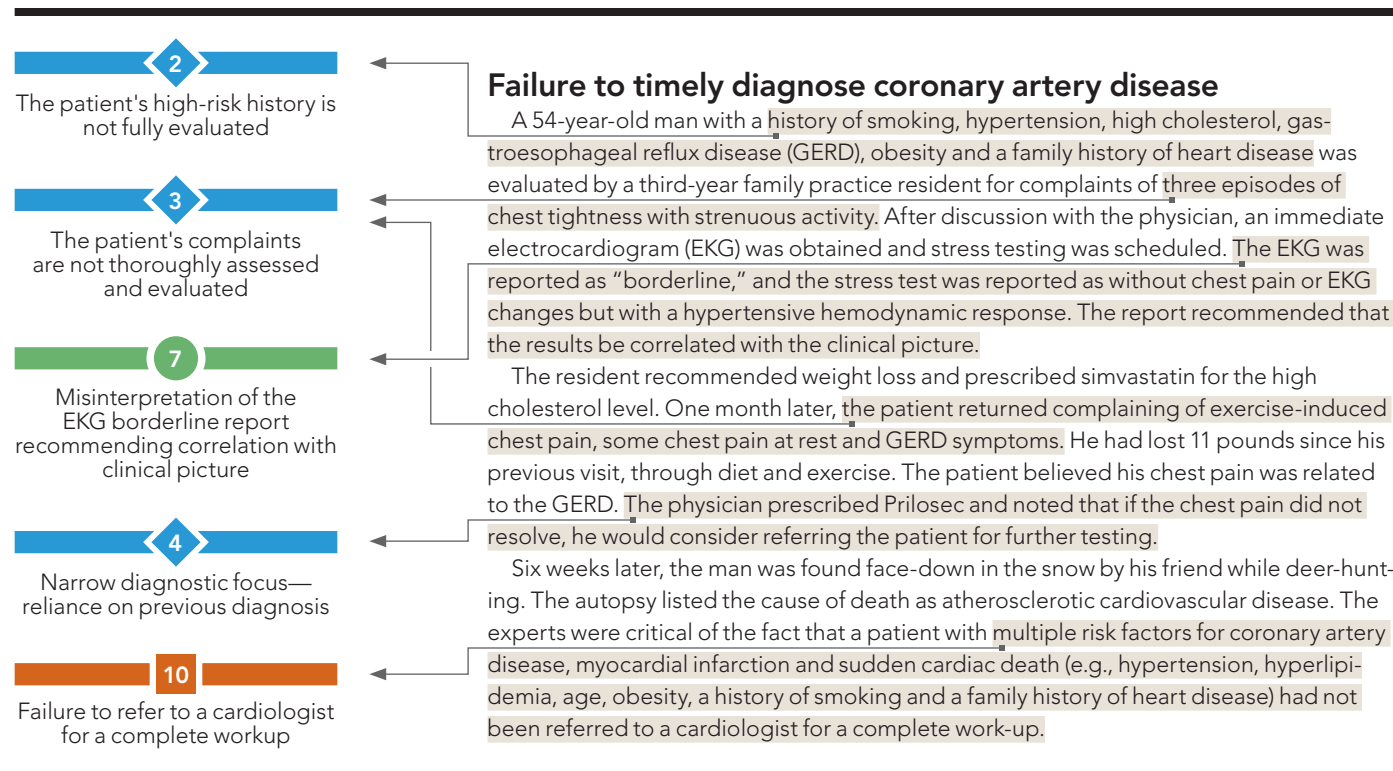 2
The patient's high-risk history is
not fully evaluated
3
The patient's complaints
are not thoroughly assessed
and evaluated
7
Misinterpretation of the
EKG borderline report
recommending correlation with
clinical picture
4
Narrow diagnostic focus—
reliance on previous diagnosis
10
Failure to refer to a cardiologist
for a complete workup
Failure to timely diagnose coronary artery disease
A 54-year-old man with a history of smoking, hypertension, high cholesterol, gas-
troesophageal reflux disease (GERD), obesity and a family history of heart disease was
evaluated by a third-year family practice resident for complaints of three episodes of
chest tightness with strenuous activity. After discussion with the physician, an immediate
electrocardiogram (EKG) was obtained and stress testing was scheduled. The EKG was
reported as “borderline,” and the stress test was reported as without chest pain or EKG
changes but with a hypertensive hemodynamic response. The report recommended that
the results be correlated with the clinical picture.
The resident recommended weight loss and prescribed simvastatin for the high
cholesterol level. One month later, the patient returned complaining of exercise-induced
chest pain, some chest pain at rest and GERD symptoms. He had lost 11 pounds since his
previous visit, through diet and exercise. The patient believed his chest pain was related
to the GERD. The physician prescribed Prilosec and noted that if the chest pain did not
resolve, he would consider referring the patient for further testing.
Six weeks later, the man was found face-down in the snow by his friend while deer-hunt-
ing. The autopsy listed the cause of death as atherosclerotic cardiovascular disease. The
experts were critical of the fact that a patient with multiple risk factors for coronary artery
disease, myocardial infarction and sudden cardiac death (e.g., hypertension, hyperlipi-
demia, age, obesity, a history of smoking and a family history of heart disease) had not
been referred to a cardiologist for a complete work-up.